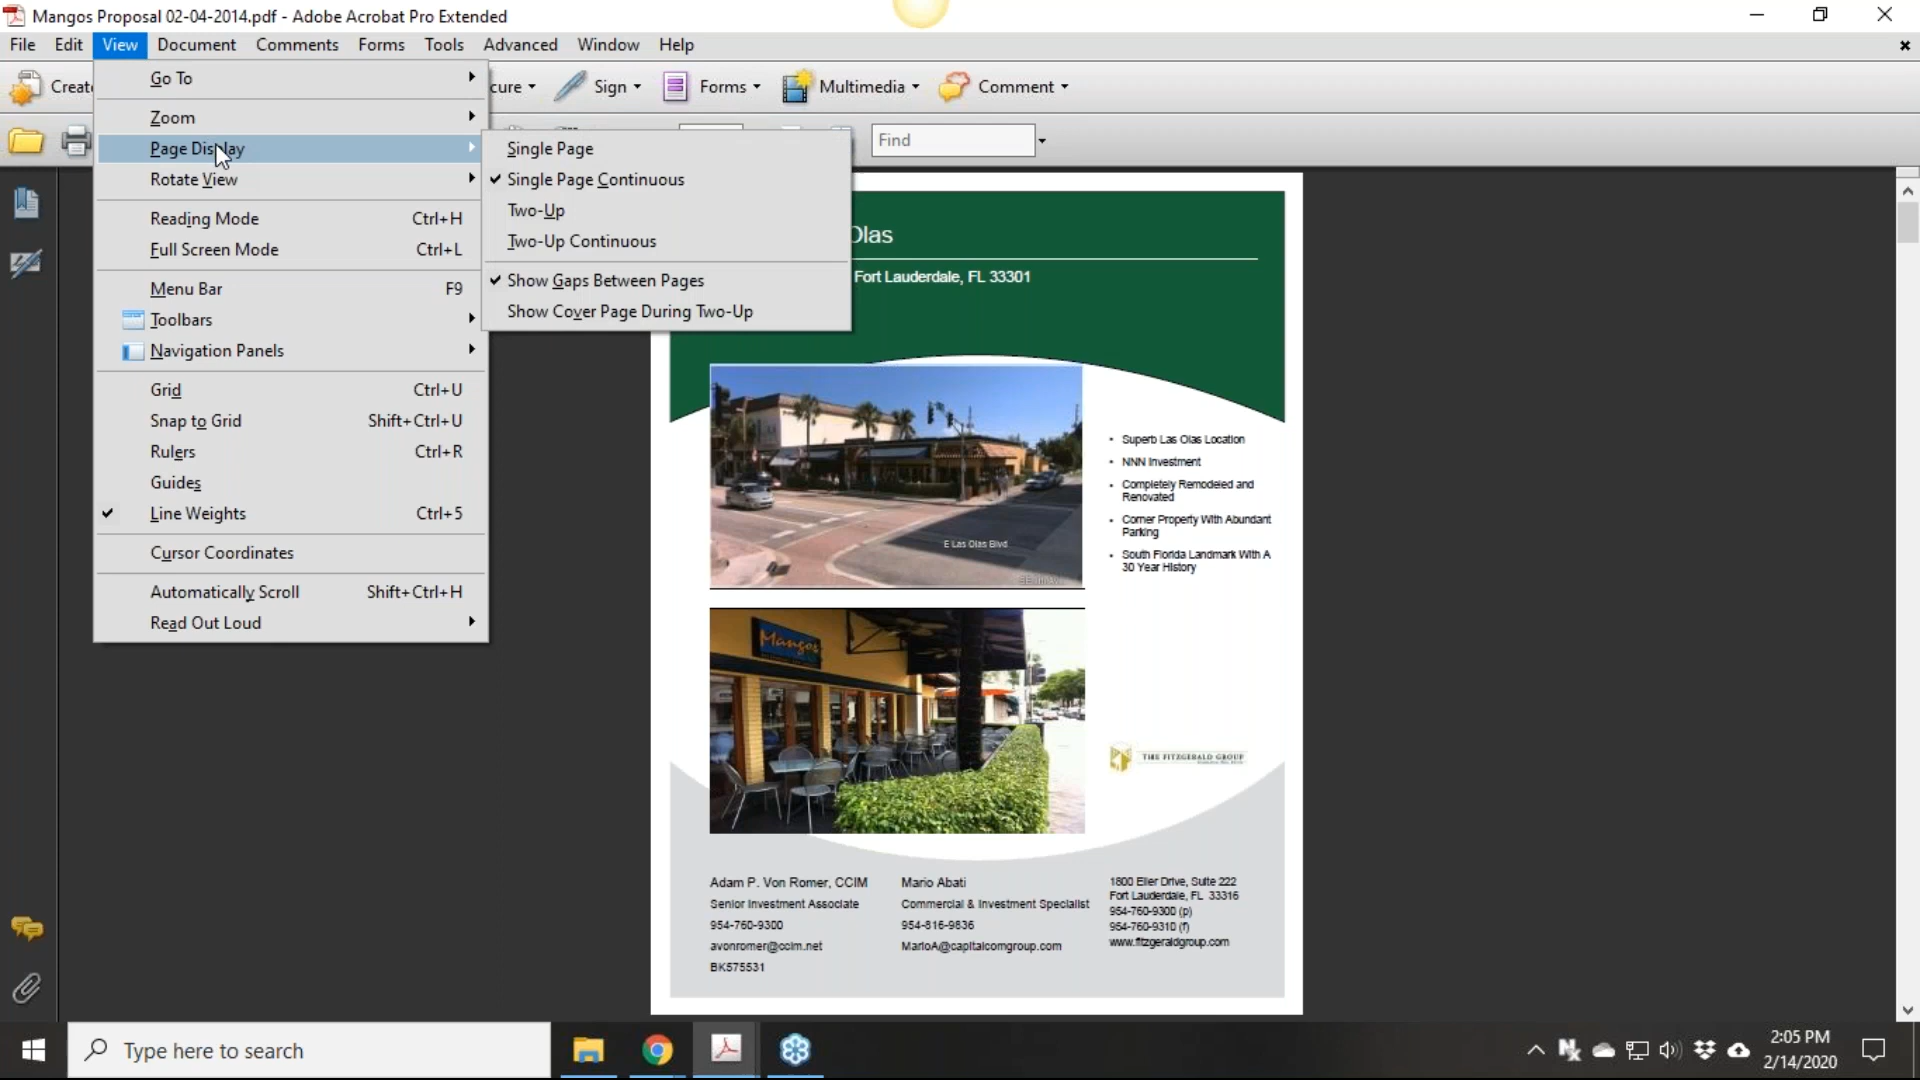 Mangos Proposal 02-04-2014.pdf - Adobe Acrobat Pro Extended
File Edit View Document Comments Forms Tools Advanced Window Help
Create
cure
Sign
Forms
Multimedia
Comment
Find
Go To
Zoom
Page Display
Rotate View
Reading Mode Ctrl+H
Full Screen Mode Ctrl+L
Menu Bar F9
Toolbars
Navigation Panels
Grid Ctrl+U
Snap to Grid Shift+Ctrl+U
Rulers Ctrl+R
Guides
Line Weights Ctrl+5
Cursor Coordinates
Automatically Scroll Shift+Ctrl+H
Read Out Loud
Single Page
Single Page Continuous
Two-Up
Two-Up Continuous
Show Gaps Between Pages
Show Cover Page During Two-Up
Olas
Fort Lauderdale, FL 33301
E Las Olas Blvd
• Superb Las Olas Location
• NNN Investment
• Completely Remodeled and
Renovated
• Corner Property With Abundant
Parking
• South Florida Landmark With A
30 Year History
Mangos
THE FITZGERALD GROUP
Adam P. Von Romer, CCIM
Senior Investment Associate
954-760-9300
avonromer@ccim.net
BK575531
Mario Abati
Commercial & Investment Specialist
954-816-9836
MarioA@capitalcomgroup.com
1800 Eller Drive, Suite 222
Fort Lauderdale, FL 33316
954-760-9300 (p)
954-760-9310 (f)
www.fitzgeraldgroup.com
Type here to search
2:05 PM
2/14/2020